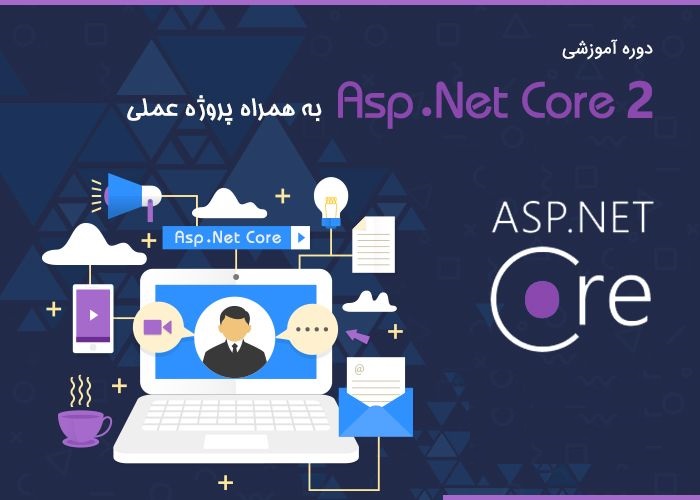 دوره آموزشی
Asp .Net Core 2 به همراه پروژه عملی
Asp .Net Core
ASP.NET
Core
@